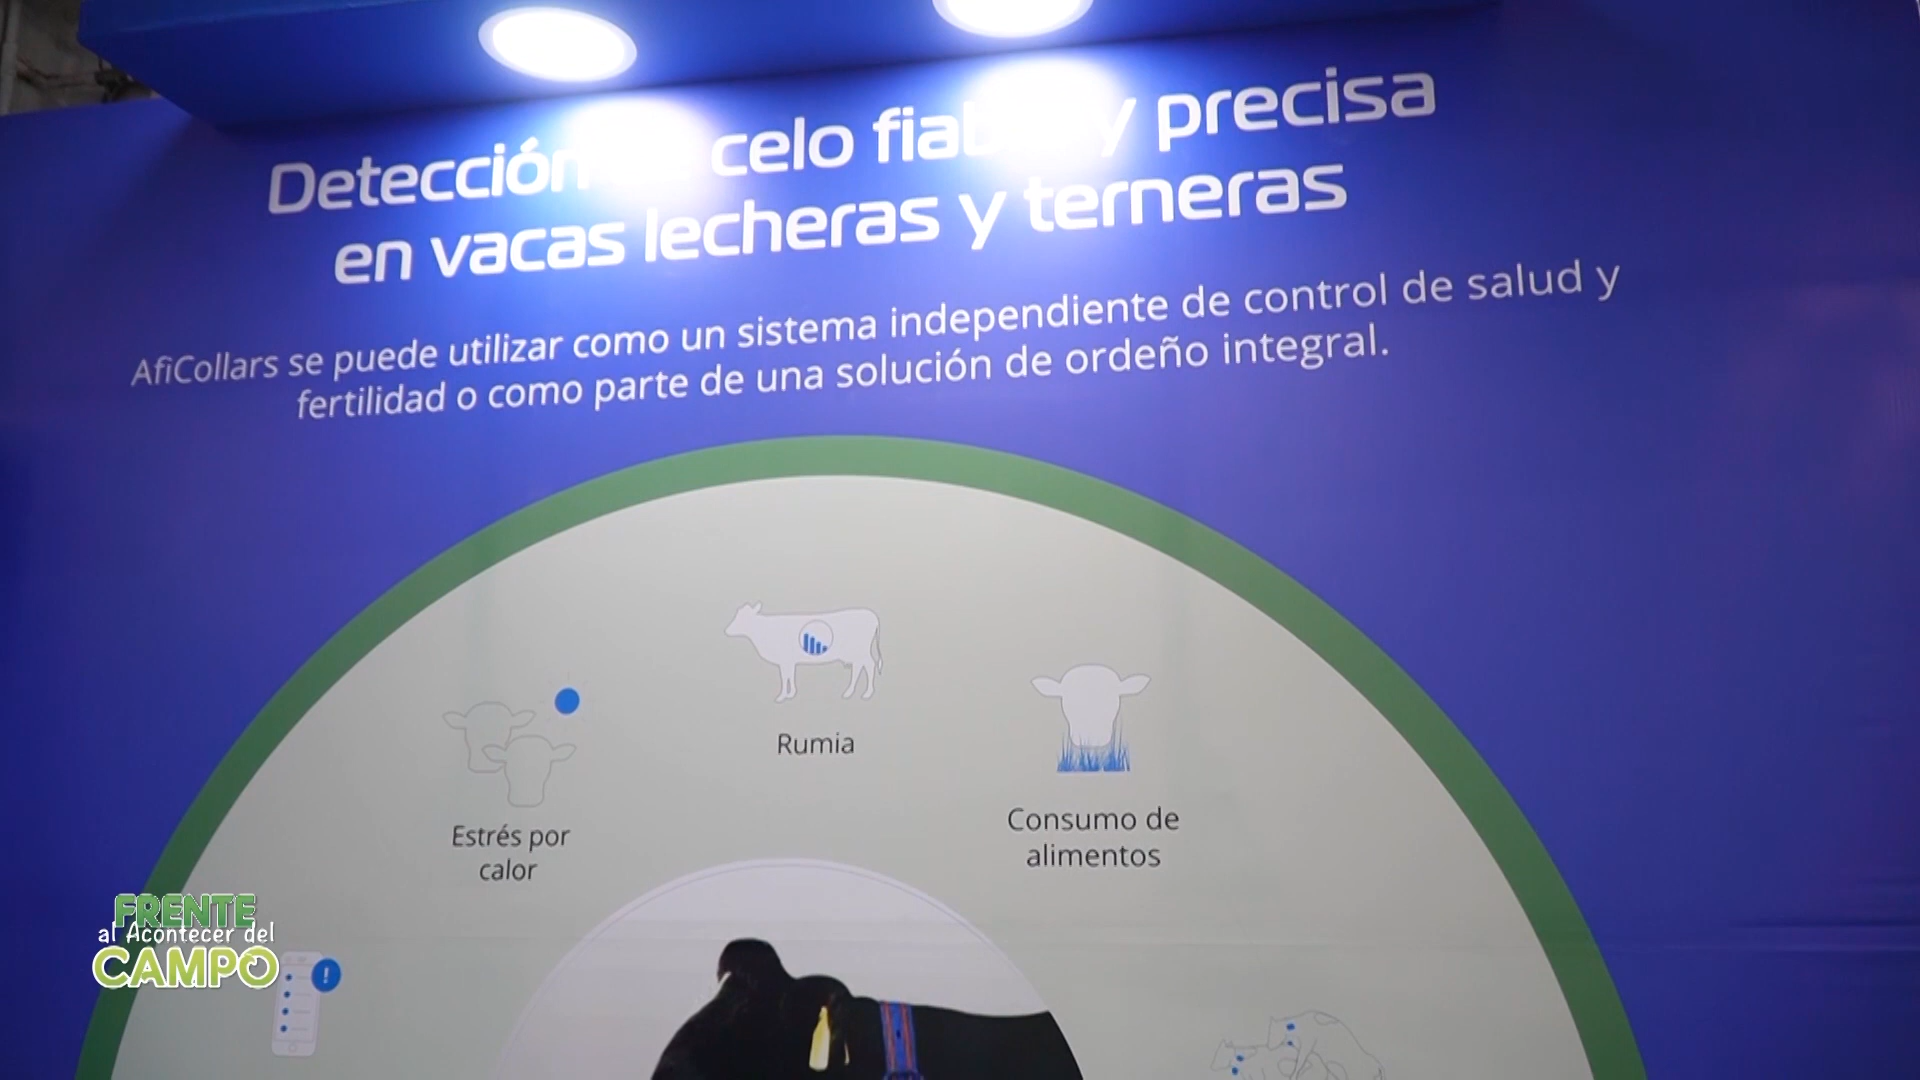 Detección celo y precisa
en vacas lecheras y terneras
AfiCollars se puede utilizar como un sistema independiente de control de salud y
fertilidad o como parte de una solución de ordeño integral.
Rumia
Consumo de
alimentos
Estrés por
calor
FRENTE
al Acontecer del
CAMPO
!